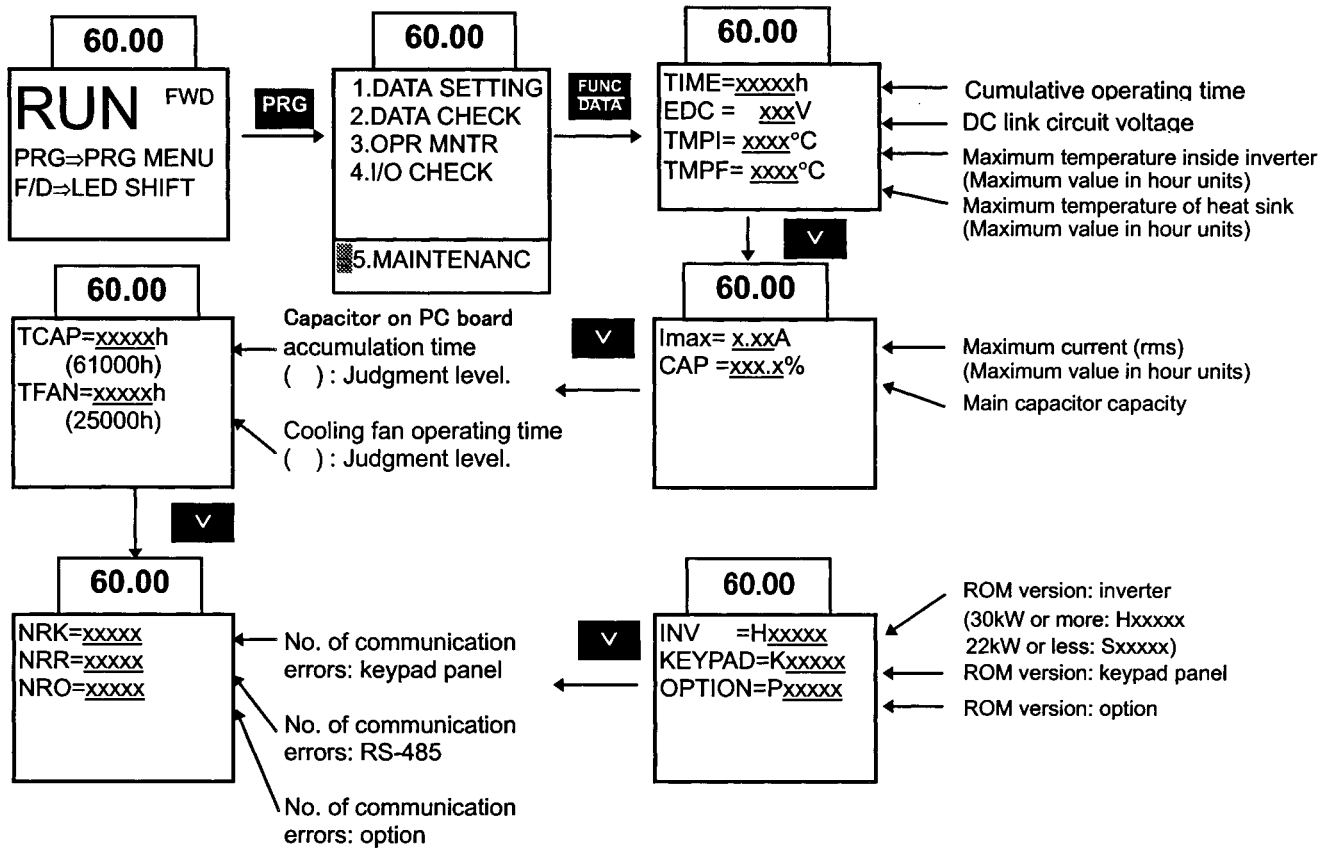 60.00
RUN FWD
PRG⇒PRG MENU
F/D⇒LED SHIFT
PRG
60.00
1.DATA SETTING
2.DATA CHECK
3.OPR MNTR
4.I/O CHECK
5.MAINTENANC
FUNC
DATA
60.00
TIME=xxxxxh
EDC = xxxV
TMPI= xxxx°C
TMPF= xxxx°C
Cumulative operating time
DC link circuit voltage
Maximum temperature inside inverter
(Maximum value in hour units)
Maximum temperature of heat sink
(Maximum value in hour units)
V
60.00
Imax= x.xxA
CAP =xxx.x%
Maximum current (rms)
(Maximum value in hour units)
Main capacitor capacity
V
60.00
TCAP=xxxxxh
(61000h)
TFAN=xxxxxh
(25000h)
Capacitor on PC board
accumulation time
( ) : Judgment level.
Cooling fan operating time
( ) : Judgment level.
V
60.00
NRK=xxxxx
NRR=xxxxx
NRO=xxxxx
No. of communication
errors: keypad panel
No. of communication
errors: RS-485
No. of communication
errors: option
V
60.00
INV =Hxxxxx
KEYPAD=Kxxxxx
OPTION=Pxxxxx
ROM version: inverter
(30kW or more: Hxxxxx
22kW or less: Sxxxxx)
ROM version: keypad panel
ROM version: option